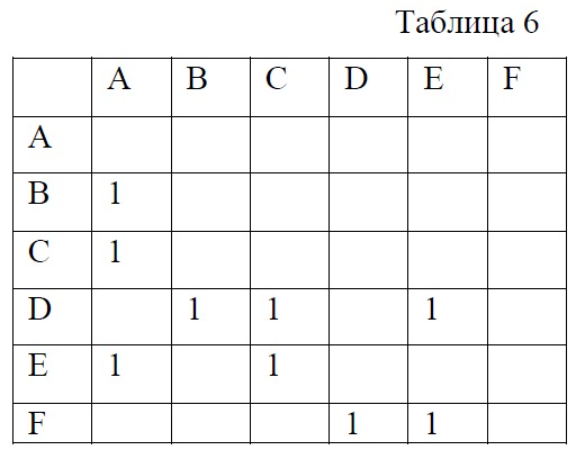 Таблица 6
A B C D E F
A
B 1
C 1
D 1 1 1
E 1 1
F 1 1